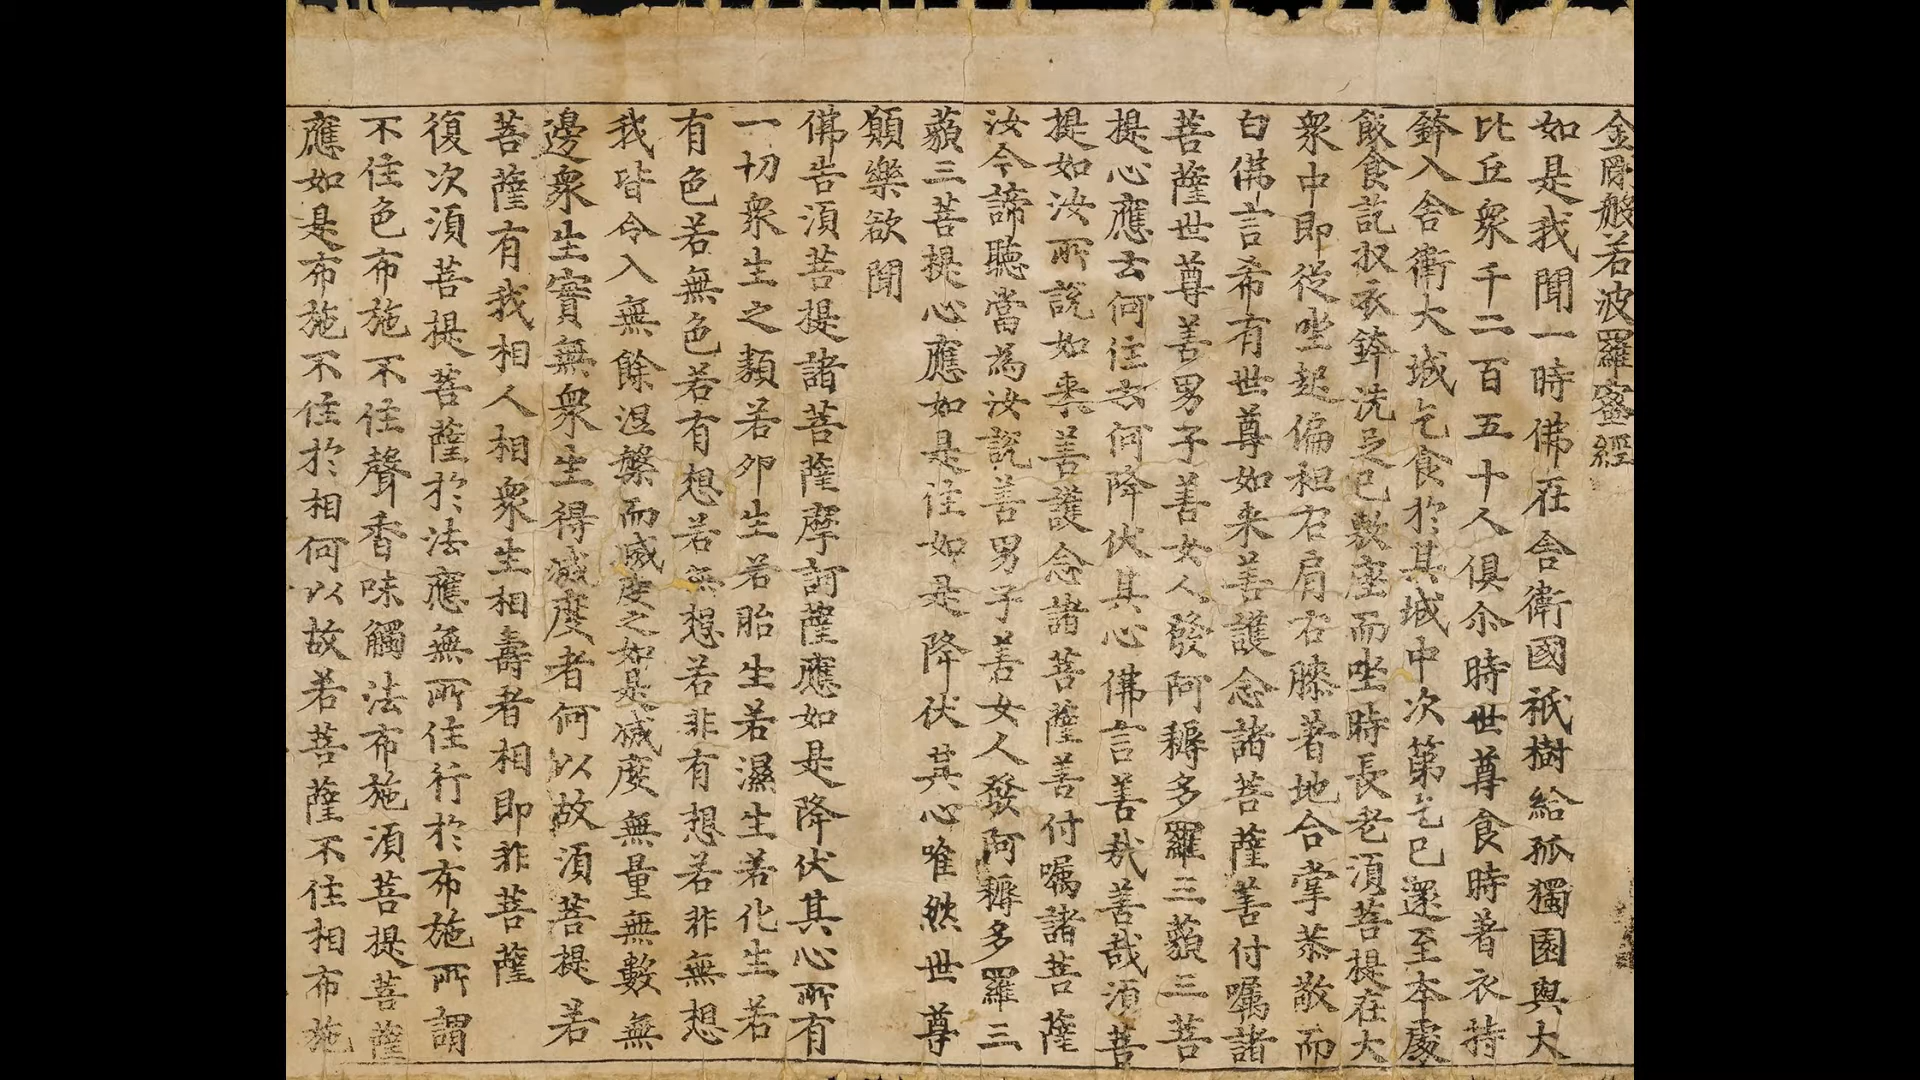 金剛般若波羅蜜經
如是我聞一時佛在舍衛國祇樹給孤獨園與大
比丘衆千二百五十人俱尒時世尊食時著衣持
鉢入舍衛大城乞食於其城中次第乞已還至本處
飯食訖収衣鉢洗足已敷座而坐時長老須菩提在大
衆中即從坐起偏袒右肩右膝著地合掌恭敬而
白佛言希有世尊如来善護念諸菩薩善付囑諸
菩薩世尊善男子善女人發阿耨多羅三藐三菩
提心應云何住云何降伏其心佛言善哉善哉須菩
提如汝所說如来善護念諸菩薩善付囑諸菩薩
汝今諦聽當為汝說善男子善女人發阿耨多羅三
藐三菩提心應如是住如是降伏其心唯然世尊
願樂欲聞
佛告須菩提諸菩薩摩訶薩應如是降伏其心所有
一切衆生之類若卵生若胎生若濕生若化生若
有色若無色若有想若無想若非有想若非無想
我皆令入無餘涅槃而滅度之如是滅度無量無數無
邊衆生實無衆生得滅度者何以故須菩提若
菩薩有我相人相衆生相壽者相即非菩薩
復次須菩提菩薩於法應無所住行於布施所謂
不住色布施不住聲香味觸法布施須菩提菩薩
應如是布施不住於相何以故若菩薩不住相布施